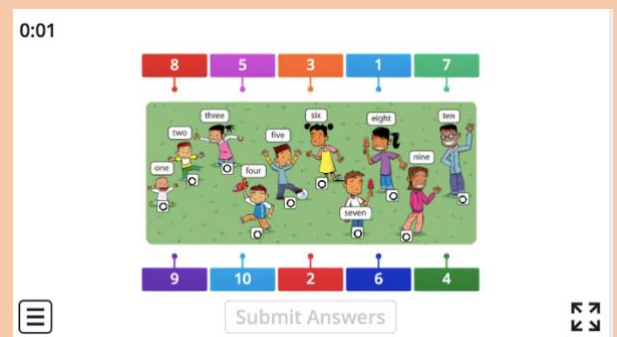 0:01
8 5 3 1 7
three
six
eight
ten
two
five
nine
one
four
seven
9 10 2 6 4
Submit Answers